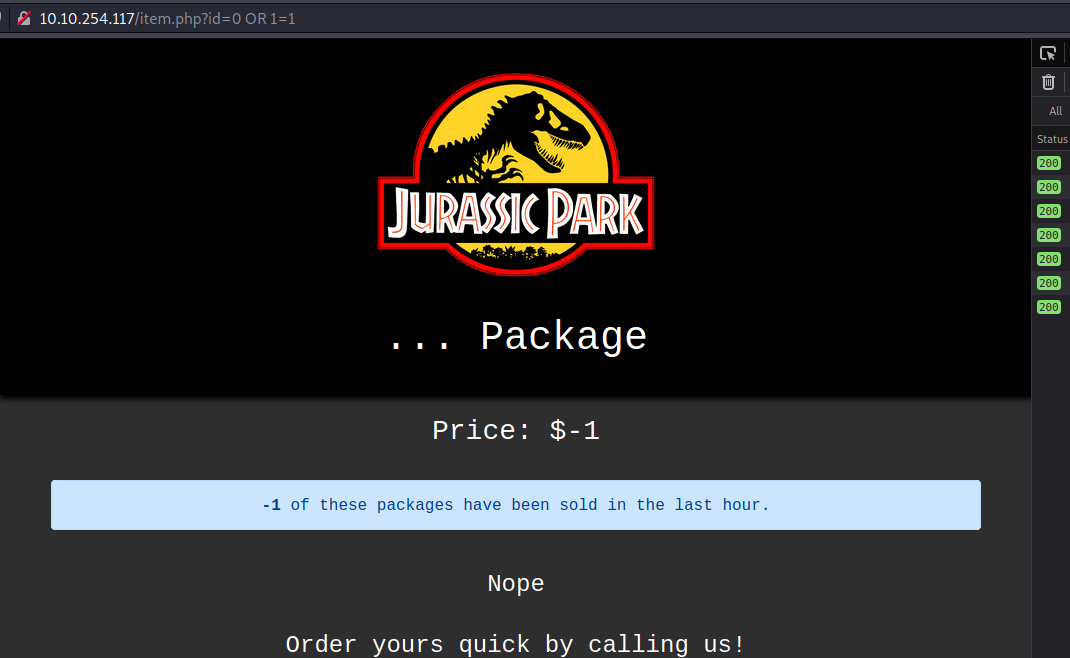 10.10.254.117/item.php?id=0 OR 1=1
JURASSIC PARK
All
Status
200
200
200
200
200
200
200
... Package
Price: $-1
-1 of these packages have been sold in the last hour.
Nope
Order yours quick by calling us!